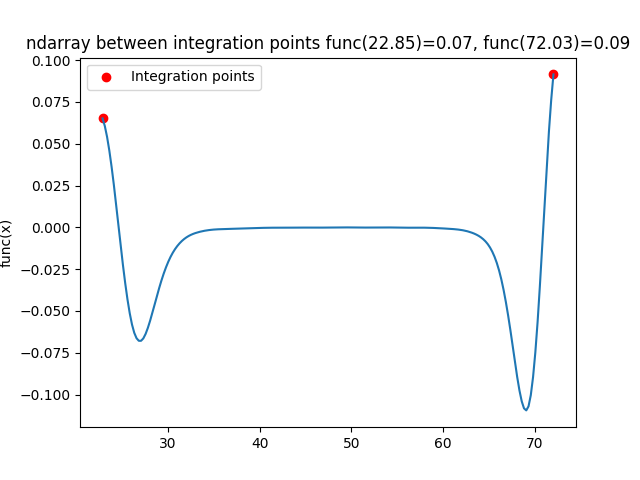 ndarray between integration points func(22.85)=0.07, func(72.03)=0.09
Integration points
func(x)
0.100
0.075
0.050
0.025
0.000
−0.025
−0.050
−0.075
−0.100
30 40 50 60 70